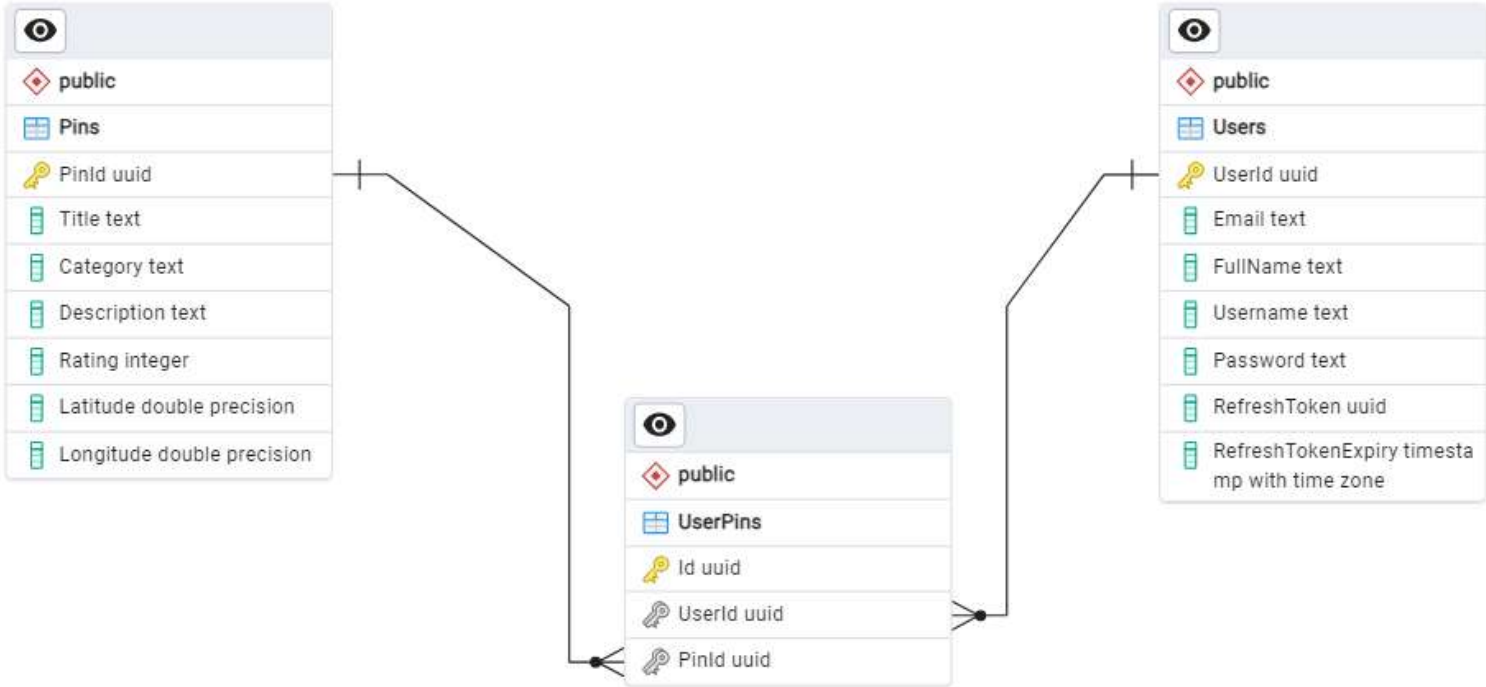 public
Pins
PinId uuid
Title text
Category text
Description text
Rating integer
Latitude double precision
Longitude double precision
public
UserPins
Id uuid
UserId uuid
PinId uuid
public
Users
UserId uuid
Email text
FullName text
Username text
Password text
RefreshToken uuid
RefreshTokenExpiry timesta
mp with time zone